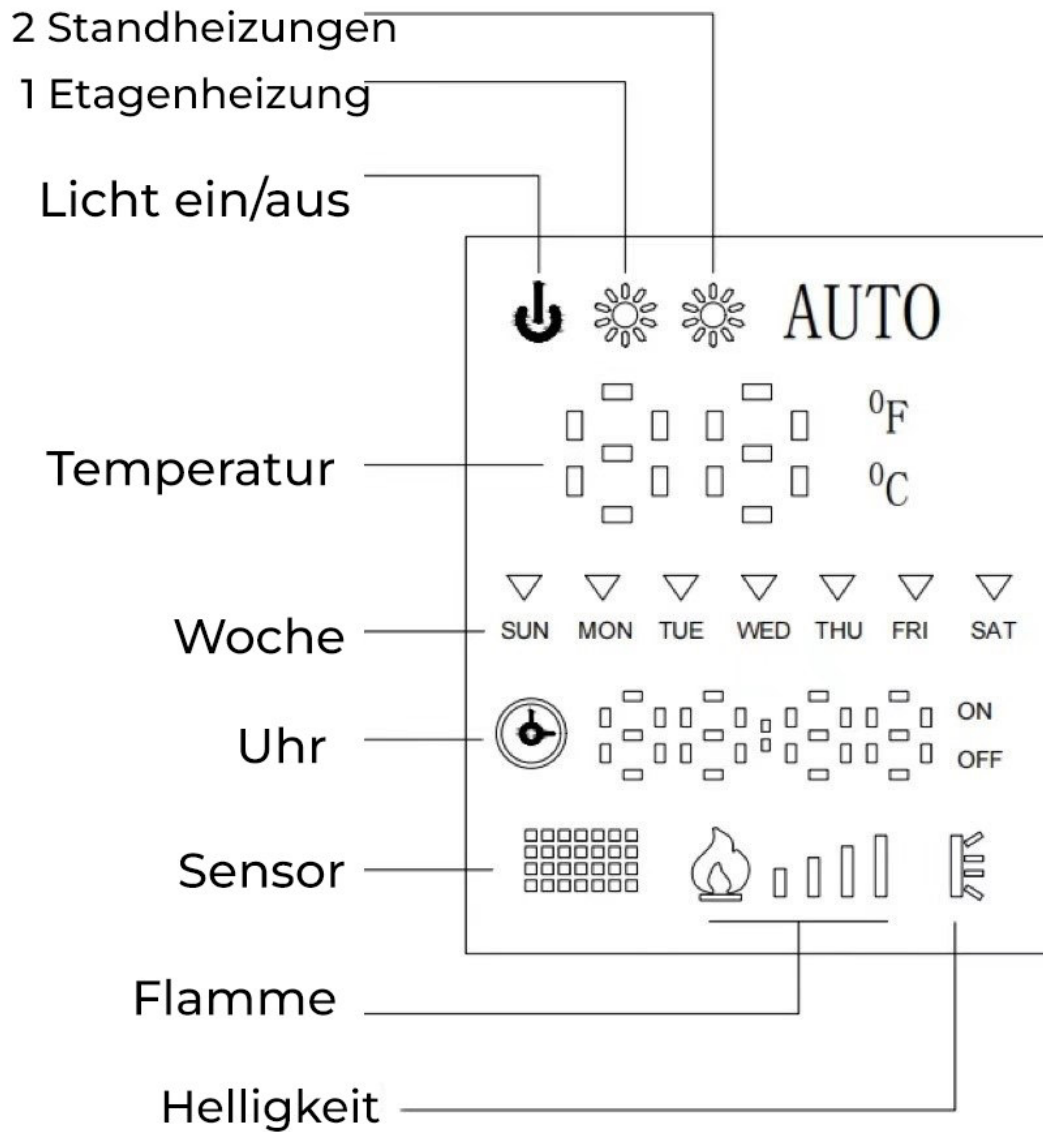 2 Standheizungen
1 Etagenheizung
Licht ein/aus
AUTO
Temperatur
⁰F
⁰C
Woche
SUN MON TUE WED THU FRI SAT
Uhr
ON
OFF
Sensor
Flamme
Helligkeit